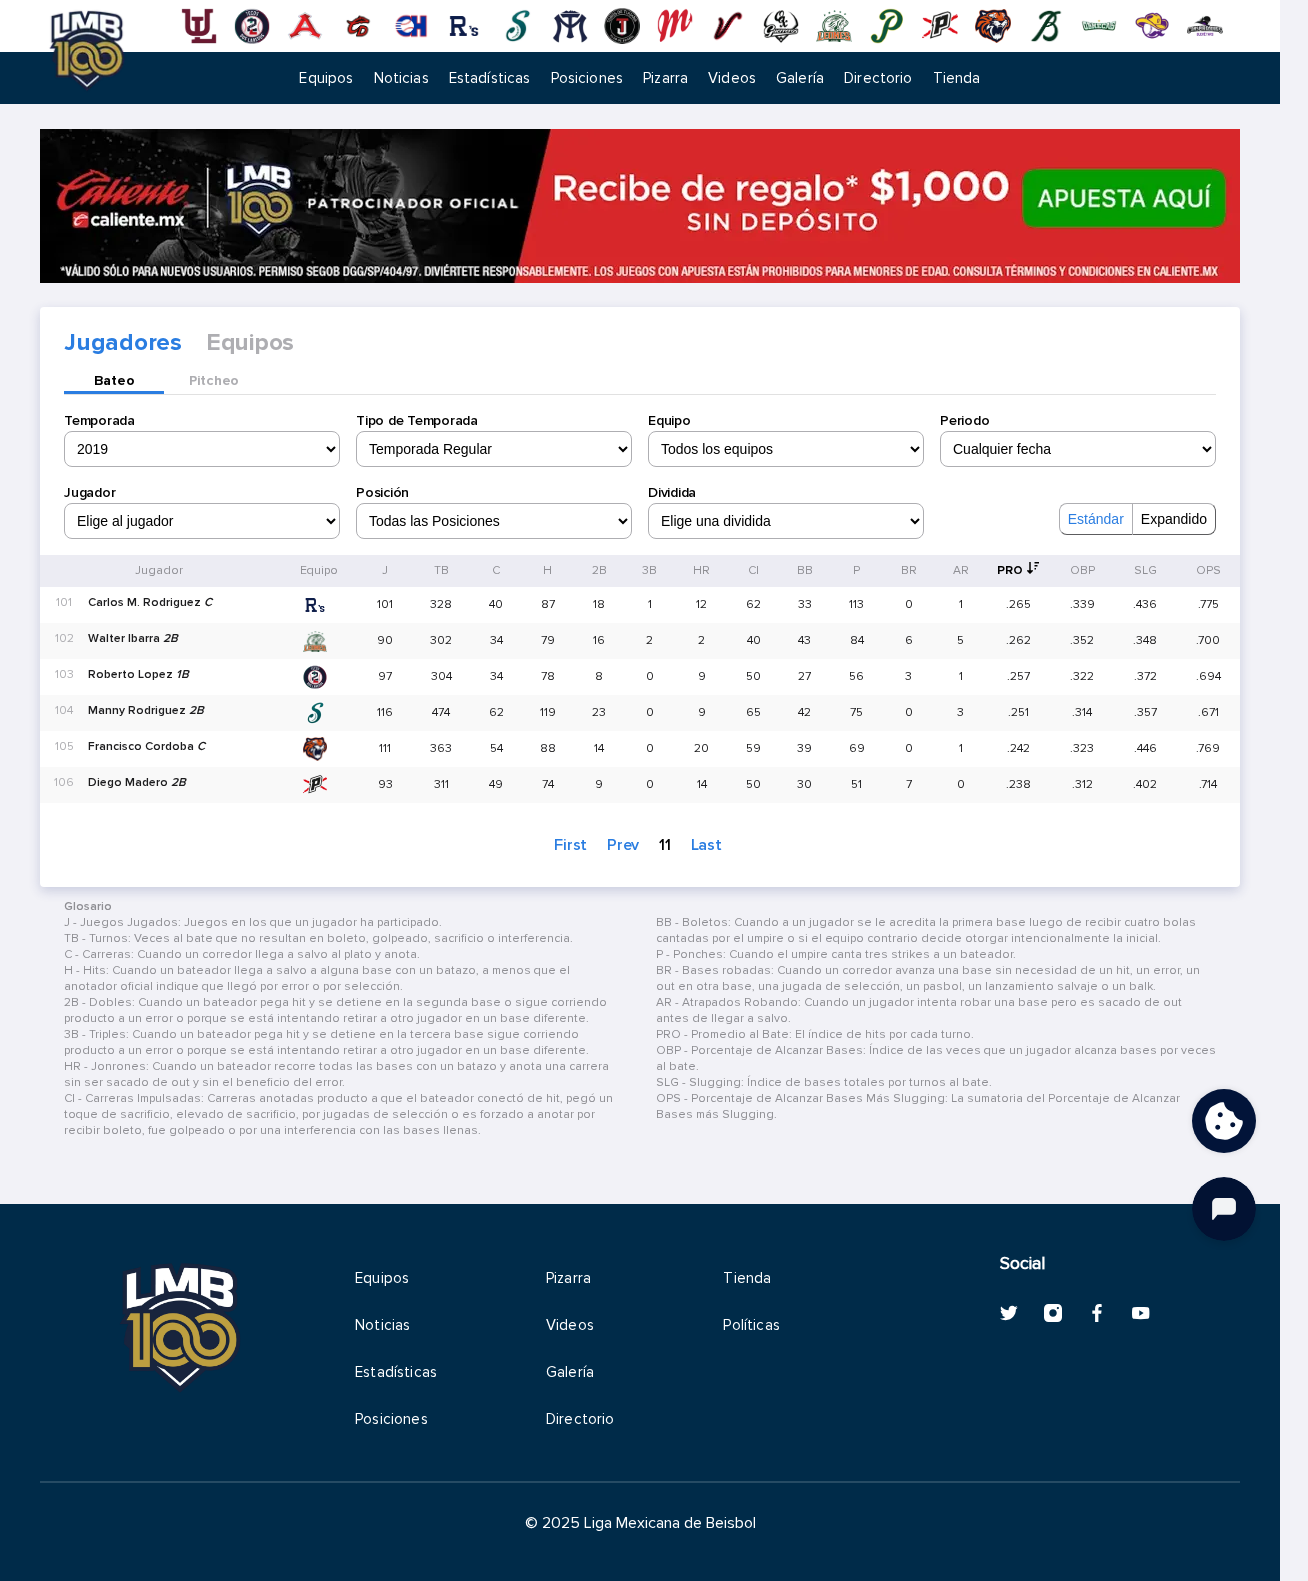 LMB
100
Equipos Noticias Estadísticas Posiciones Pizarra Videos Galería Directorio Tienda
Caliente
caliente.mx
LMB
100
PATROCINADOR OFICIAL
Recibe de regalo* $1,000
SIN DEPÓSITO
APUESTA AQUÍ
*VÁLIDO SÓLO PARA NUEVOS USUARIOS. PERMISO SEGOB DGG/SP/404/97. DIVIÉRTETE RESPONSABLEMENTE. LOS JUEGOS CON APUESTA ESTÁN PROHIBIDOS PARA MENORES DE EDAD. CONSULTA TÉRMINOS Y CONDICIONES EN CALIENTE.MX
Jugadores Equipos
Bateo Pitcheo
Temporada Tipo de Temporada Equipo Periodo
2019 Temporada Regular Todos los equipos Cualquier fecha
Jugador Posición Dividida
Elige al jugador Todas las Posiciones Elige una dividida Estándar Expandido
Jugador Equipo J TB C H 2B 3B HR CI BB P BR AR PRO OBP SLG OPS
101 Carlos M. Rodriguez C 101 328 40 87 18 1 12 62 33 113 0 1 .265 .339 .436 .775
102 Walter Ibarra 2B 90 302 34 79 16 2 2 40 43 84 6 5 .262 .352 .348 .700
103 Roberto Lopez 1B 97 304 34 78 8 0 9 50 27 56 3 1 .257 .322 .372 .694
104 Manny Rodriguez 2B 116 474 62 119 23 0 9 65 42 75 0 3 .251 .314 .357 .671
105 Francisco Cordoba C 111 363 54 88 14 0 20 59 39 69 0 1 .242 .323 .446 .769
106 Diego Madero 2B 93 311 49 74 9 0 14 50 30 51 7 0 .238 .312 .402 .714
First Prev 11 Last
Glosario
J - Juegos Jugados: Juegos en los que un jugador ha participado.
TB - Turnos: Veces al bate que no resultan en boleto, golpeado, sacrificio o interferencia.
C - Carreras: Cuando un corredor llega a salvo al plato y anota.
H - Hits: Cuando un bateador llega a salvo a alguna base con un batazo, a menos que el
anotador oficial indique que llegó por error o por selección.
2B - Dobles: Cuando un bateador pega hit y se detiene en la segunda base o sigue corriendo
producto a un error o porque se está intentando retirar a otro jugador en un base diferente.
3B - Triples: Cuando un bateador pega hit y se detiene en la tercera base sigue corriendo
producto a un error o porque se está intentando retirar a otro jugador en un base diferente.
HR - Jonrones: Cuando un bateador recorre todas las bases con un batazo y anota una carrera
sin ser sacado de out y sin el beneficio del error.
CI - Carreras Impulsadas: Carreras anotadas producto a que el bateador conectó de hit, pegó un
toque de sacrificio, elevado de sacrificio, por jugadas de selección o es forzado a anotar por
recibir boleto, fue golpeado o por una interferencia con las bases llenas.
BB - Boletos: Cuando a un jugador se le acredita la primera base luego de recibir cuatro bolas
cantadas por el umpire o si el equipo contrario decide otorgar intencionalmente la inicial.
P - Ponches: Cuando el umpire canta tres strikes a un bateador.
BR - Bases robadas: Cuando un corredor avanza una base sin necesidad de un hit, un error, un
out en otra base, una jugada de selección, un pasbol, un lanzamiento salvaje o un balk.
AR - Atrapados Robando: Cuando un jugador intenta robar una base pero es sacado de out
antes de llegar a salvo.
PRO - Promedio al Bate: El índice de hits por cada turno.
OBP - Porcentaje de Alcanzar Bases: Índice de las veces que un jugador alcanza bases por veces
al bate.
SLG - Slugging: Índice de bases totales por turnos al bate.
OPS - Porcentaje de Alcanzar Bases Más Slugging: La sumatoria del Porcentaje de Alcanzar
Bases más Slugging.
LMB
100
Equipos Pizarra Tienda
Noticias Videos Políticas
Estadísticas Galería
Posiciones Directorio
Social
© 2025 Liga Mexicana de Beisbol